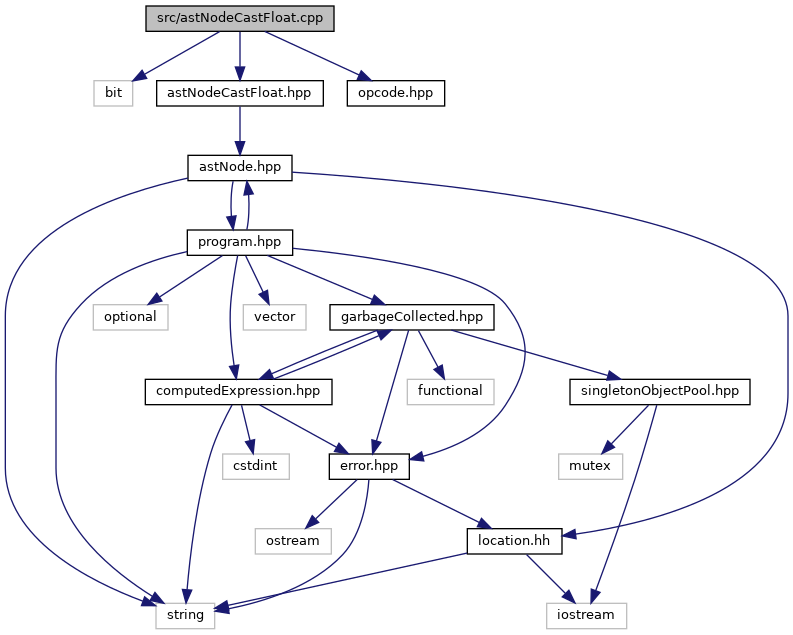 src/astNodeCastFloat.cpp
bit
astNodeCastFloat.hpp
opcode.hpp
astNode.hpp
program.hpp
optional
vector
garbageCollected.hpp
computedExpression.hpp
functional
singletonObjectPool.hpp
cstdint
error.hpp
mutex
ostream
location.hh
string
iostream